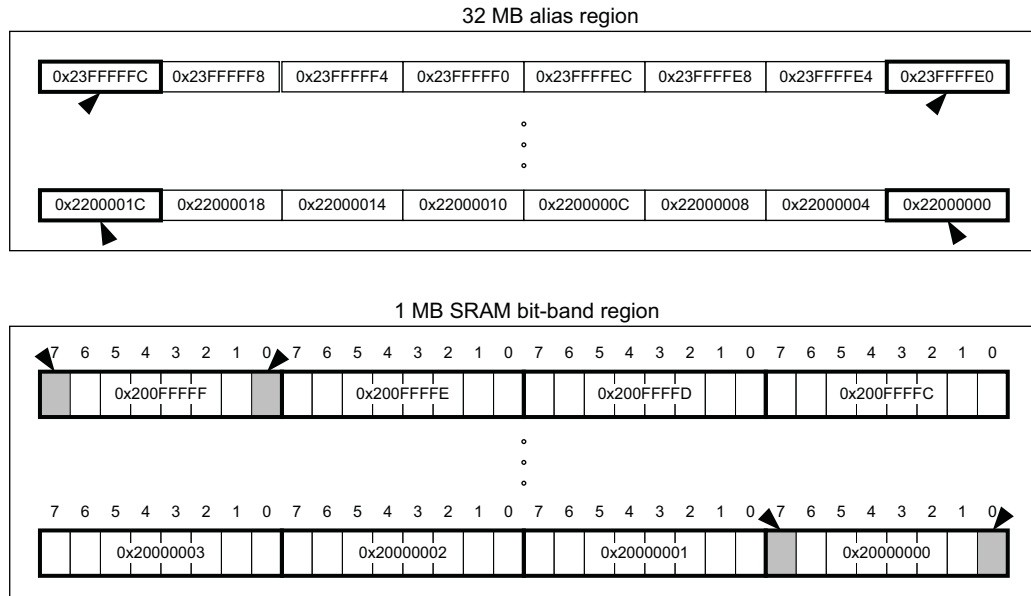 32 MB alias region
0x23FFFFFC 0x23FFFFF8 0x23FFFFF4 0x23FFFFF0 0x23FFFFEC 0x23FFFFE8 0x23FFFFE4 0x23FFFFE0
0x2200001C 0x22000018 0x22000014 0x22000010 0x2200000C 0x22000008 0x22000004 0x22000000
1 MB SRAM bit-band region
7 6 5 4 3 2 1 0 7 6 5 4 3 2 1 0 7 6 5 4 3 2 1 0 7 6 5 4 3 2 1 0
0x200FFFFF 0x200FFFFE 0x200FFFFD 0x200FFFFC
7 6 5 4 3 2 1 0 7 6 5 4 3 2 1 0 7 6 5 4 3 2 1 0 7 6 5 4 3 2 1 0
0x20000003 0x20000002 0x20000001 0x20000000